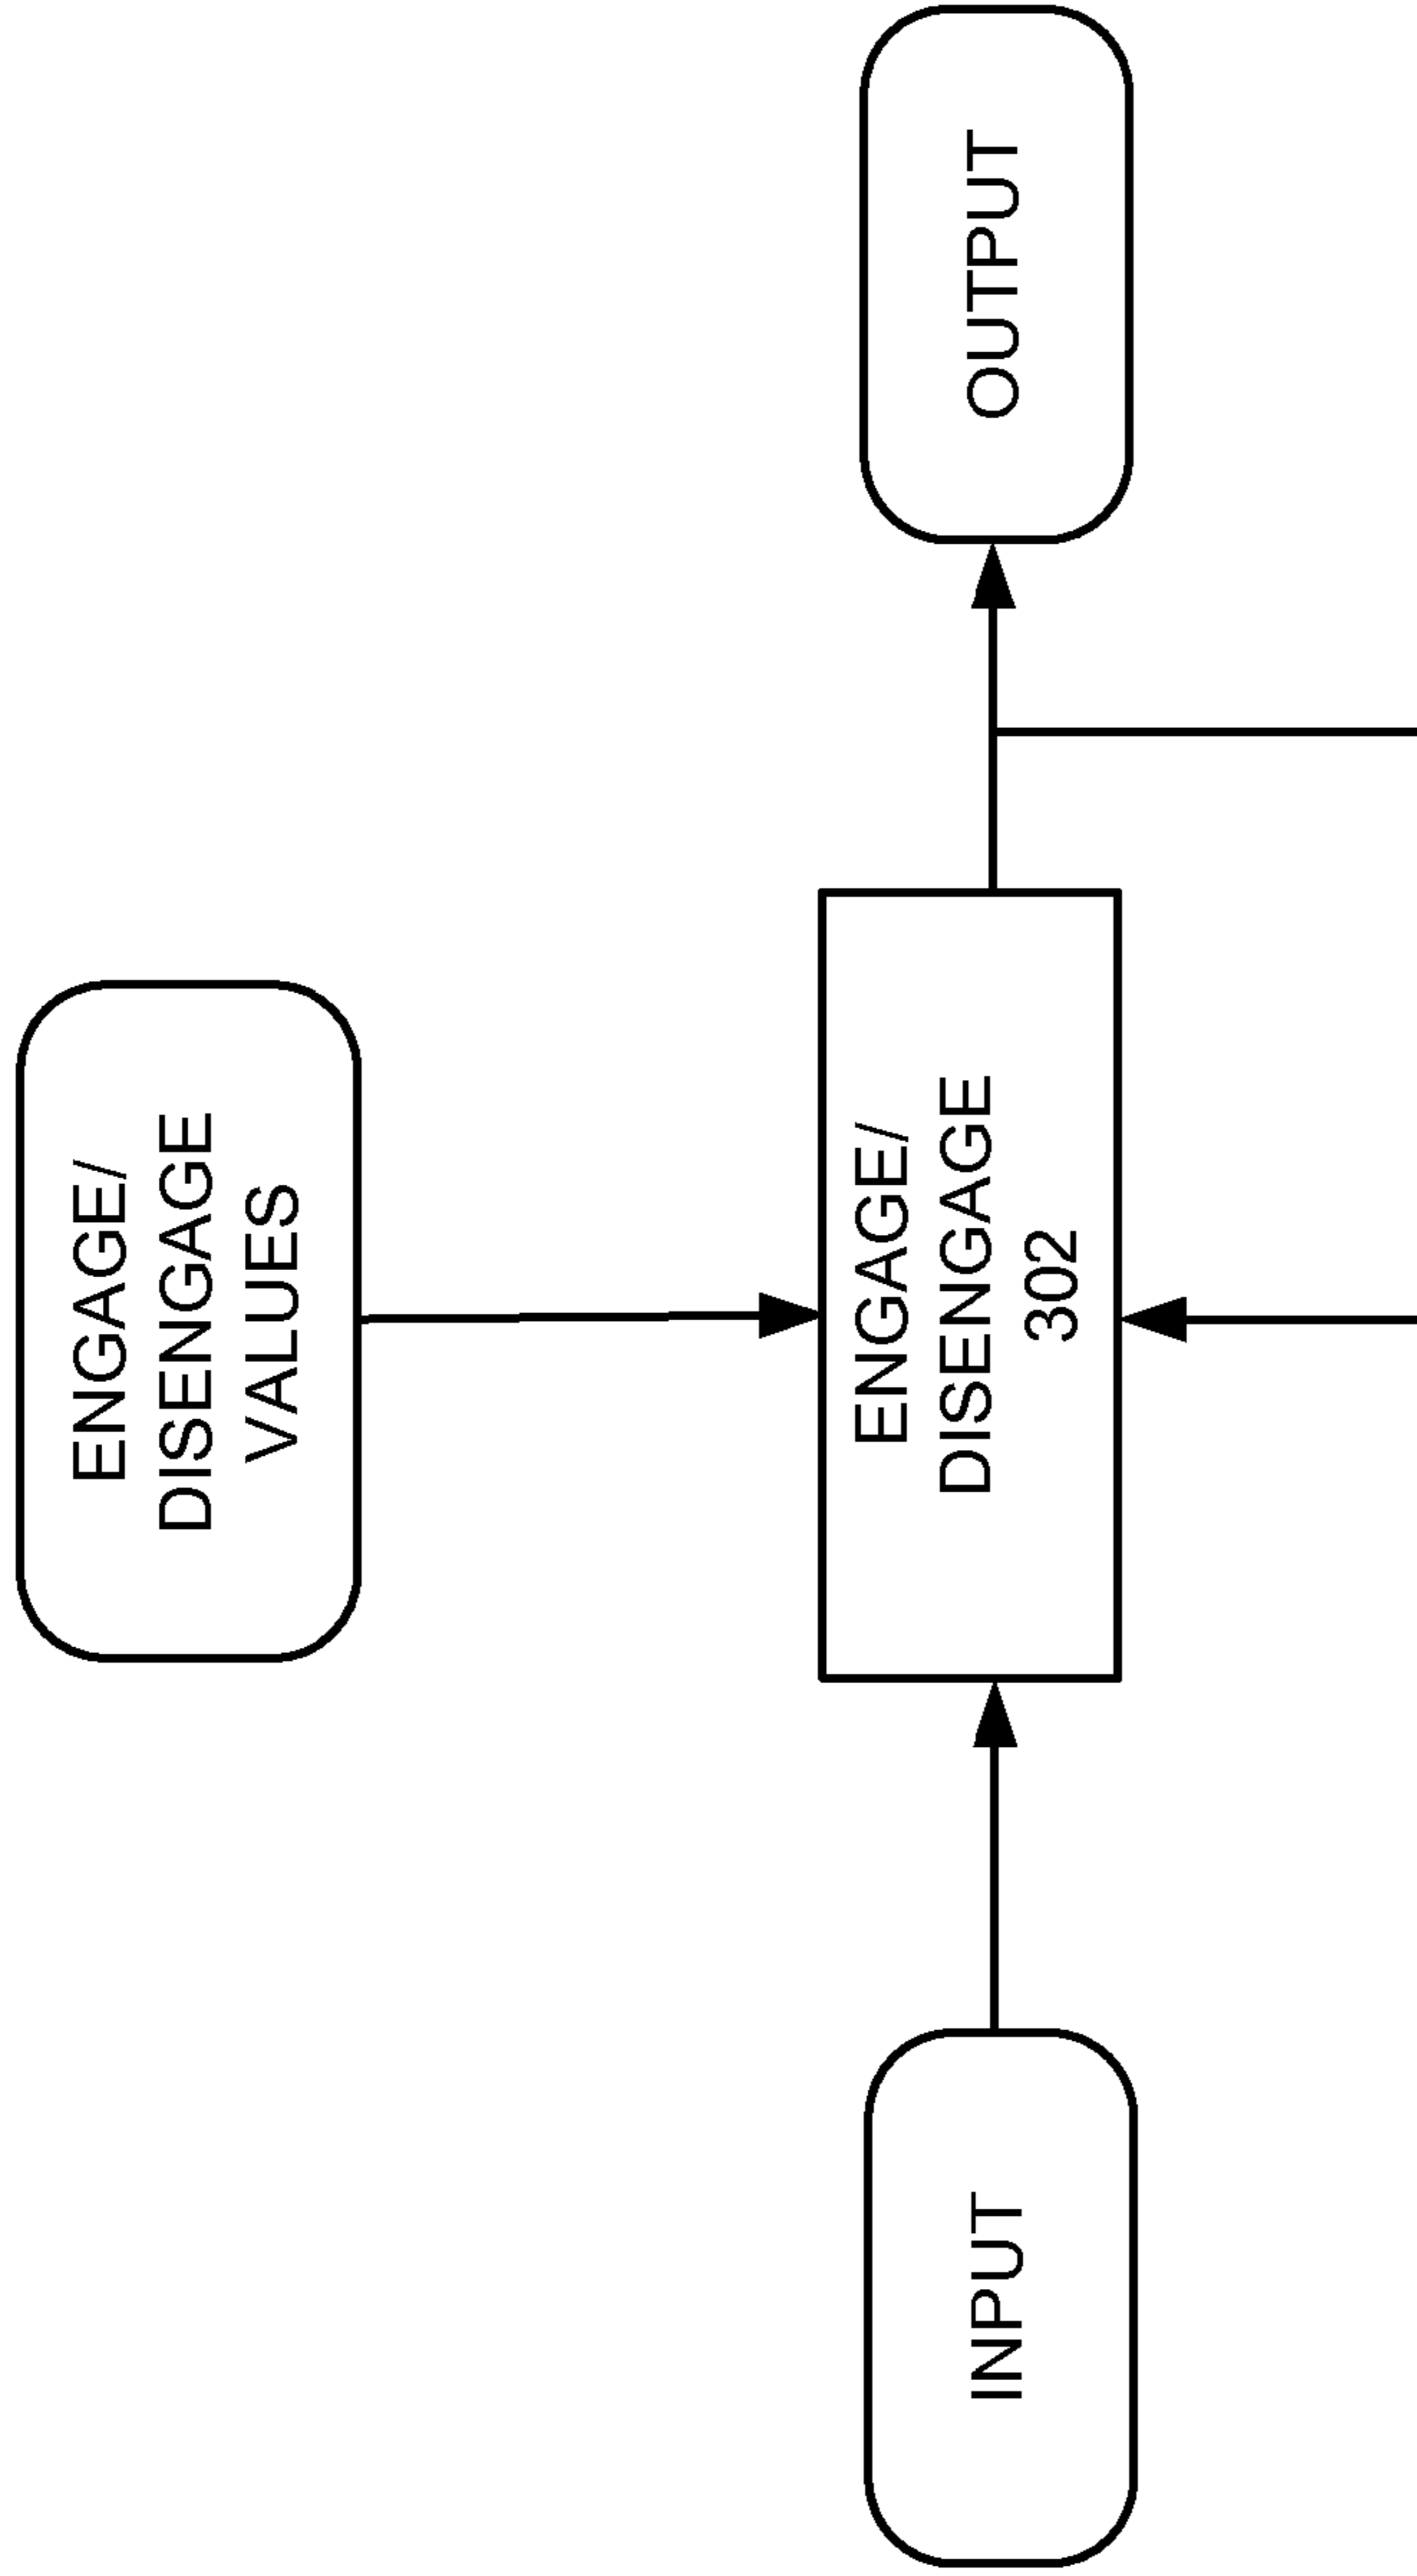 ENGAGE/
DISENGAGE
VALUES
INPUT
ENGAGE/
DISENGAGE
302
OUTPUT